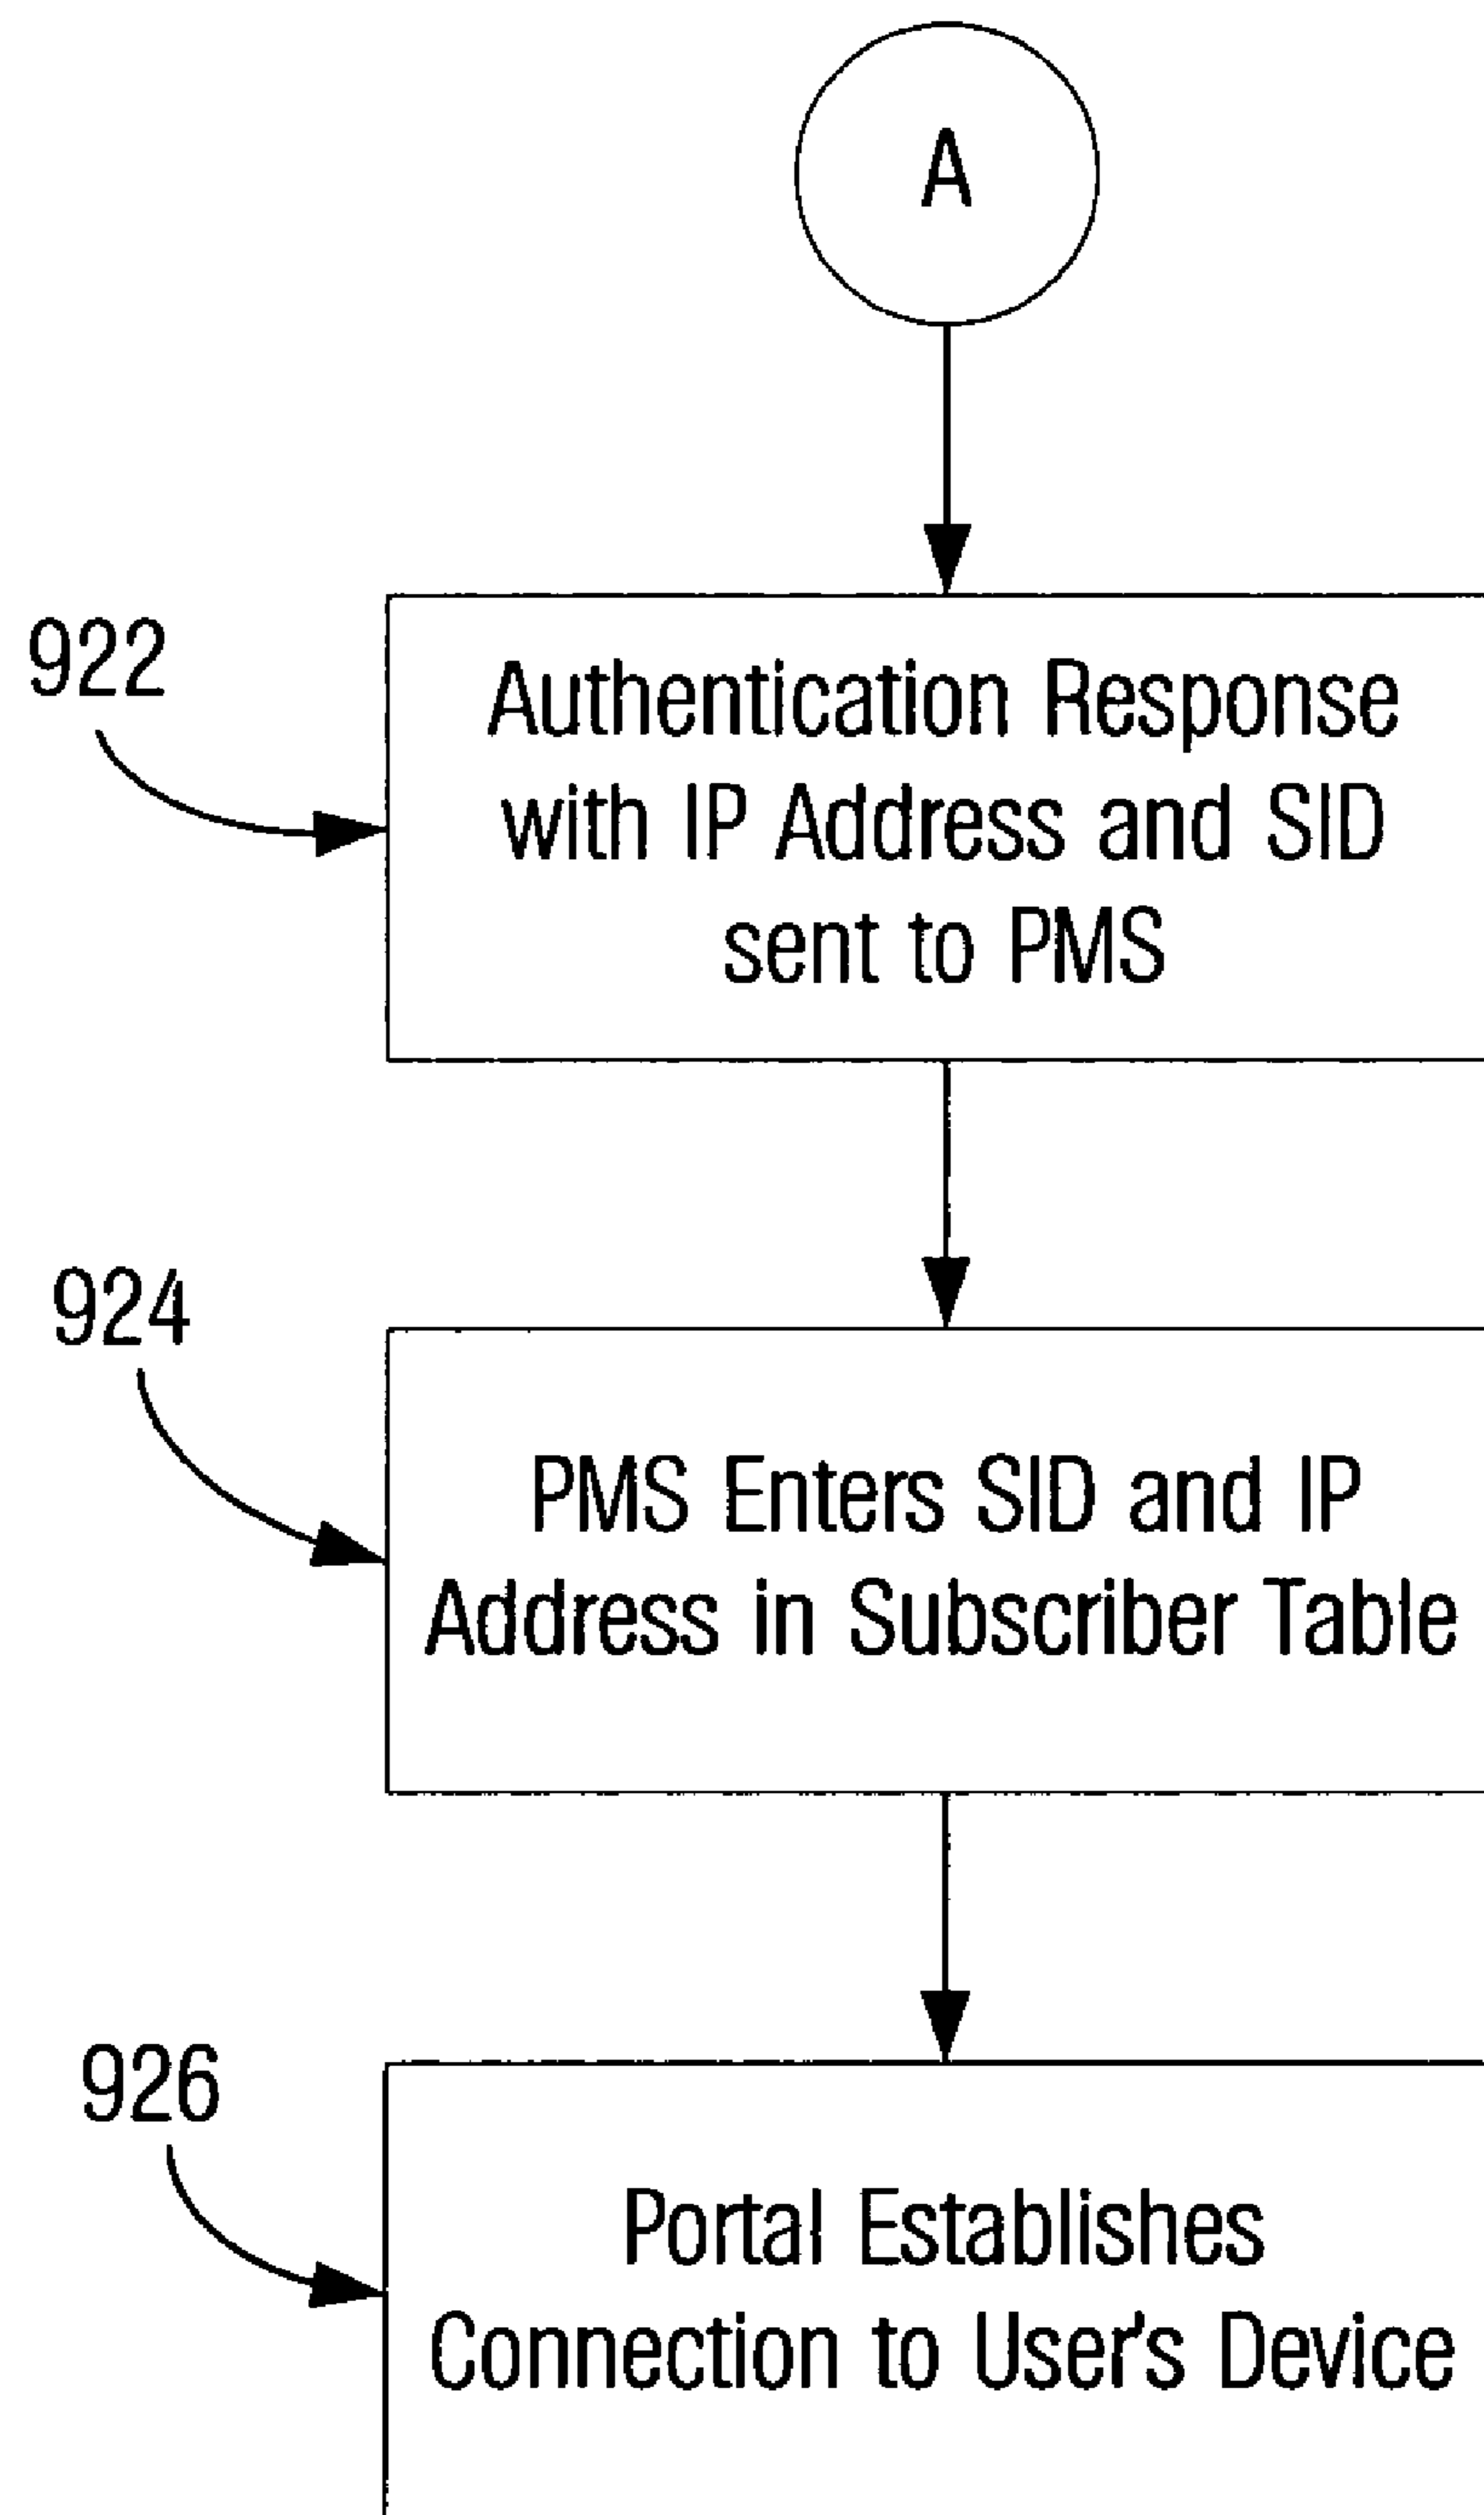 A
922
Authentication Response
with IP Address and SID
sent to PMS
924
PMS Enters SID and IP
Address in Subscriber Table
926
Portal Establishes
Connection to User's Device